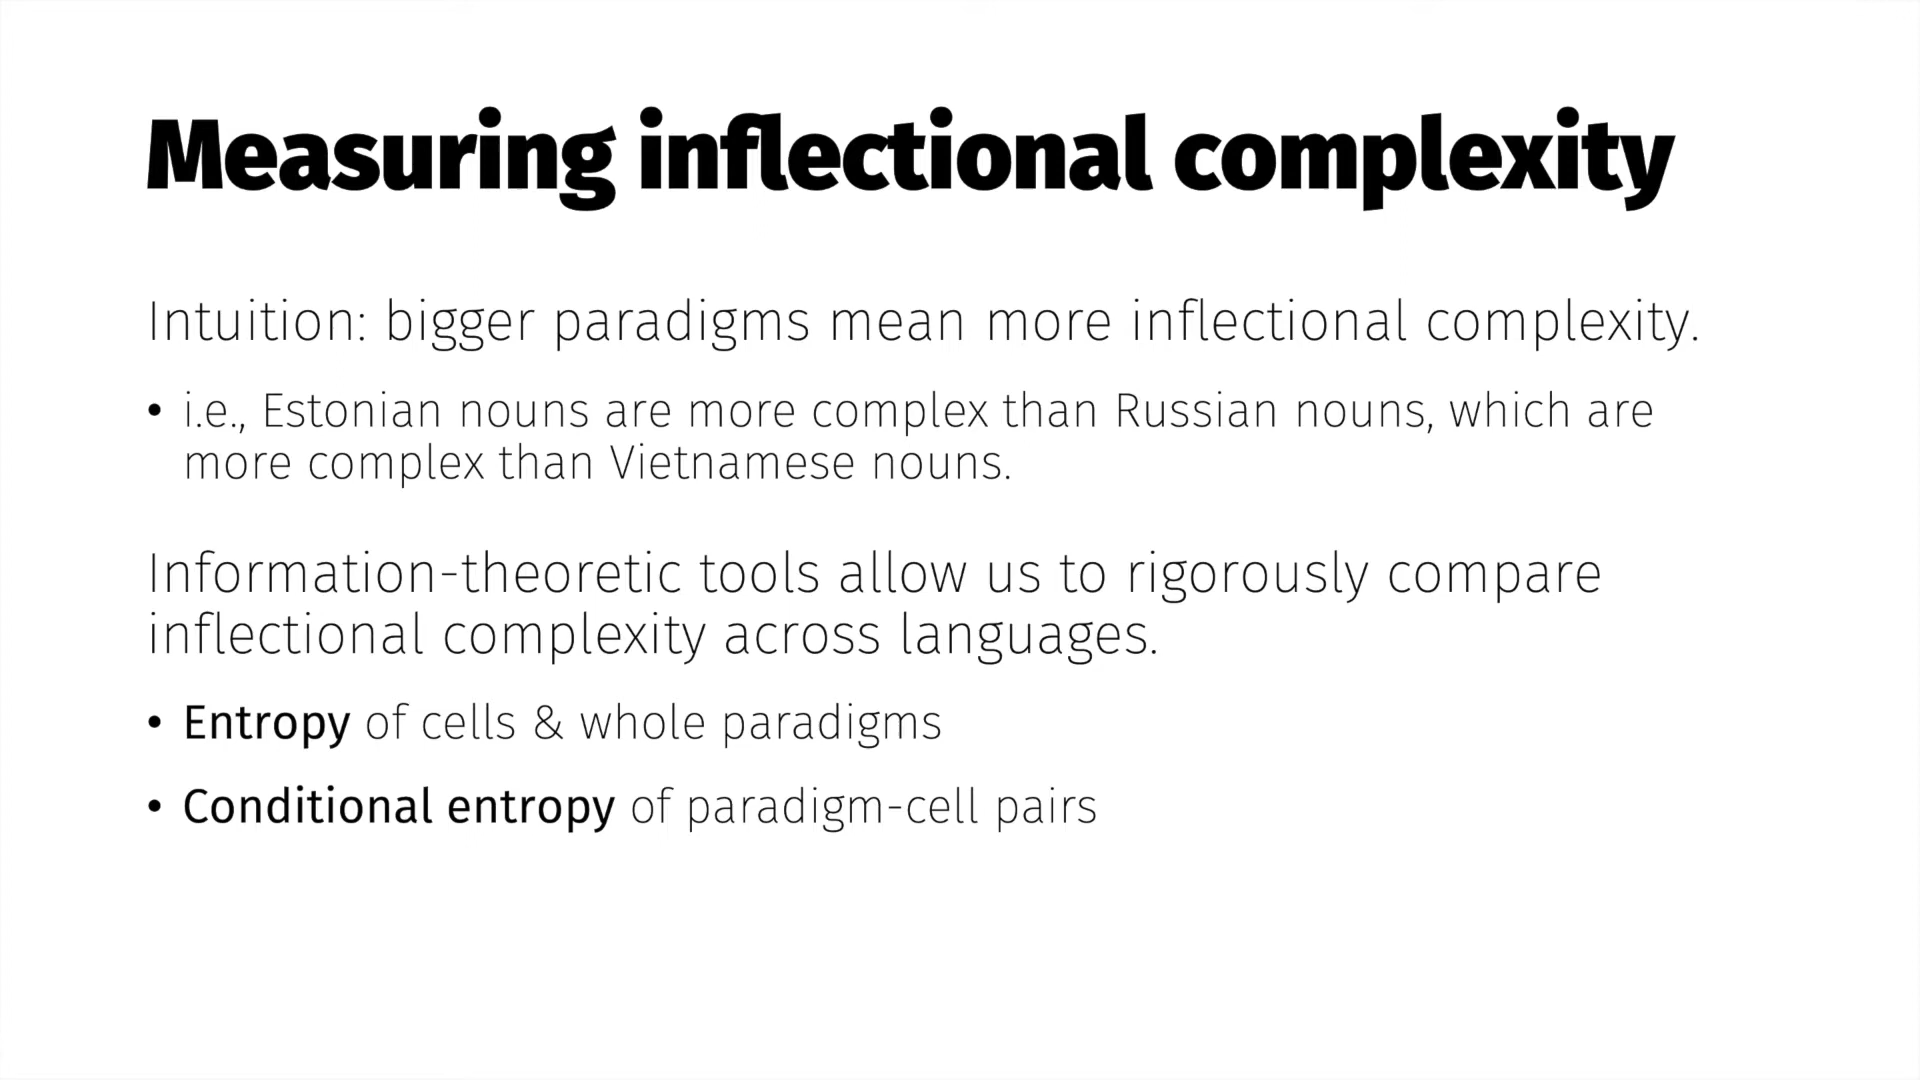 Measuring inflectional complexity
Intuition: bigger paradigms mean more inflectional complexity.
• i.e., Estonian nouns are more complex than Russian nouns, which are
more complex than Vietnamese nouns.
Information-theoretic tools allow us to rigorously compare
inflectional complexity across languages.
• Entropy of cells & whole paradigms
• Conditional entropy of paradigm-cell pairs